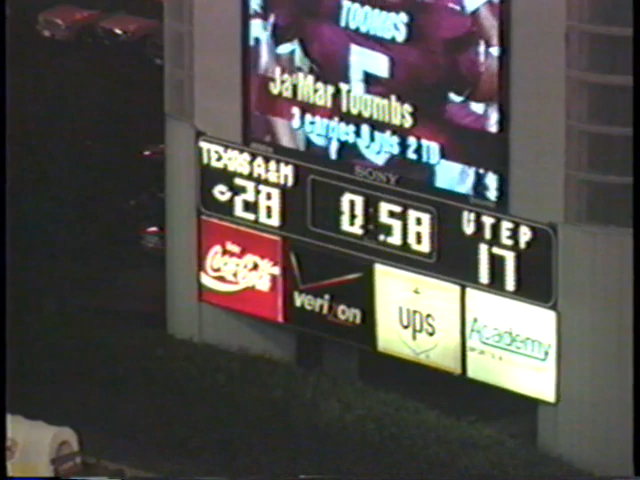 TOOMBS
5
Ja'Mar Toombs
3 carries 8 yds 2 TD
SONY
TEXAS A&M
28
0:58
UTEP
17
Coca-Cola
verizon
ups
Academy